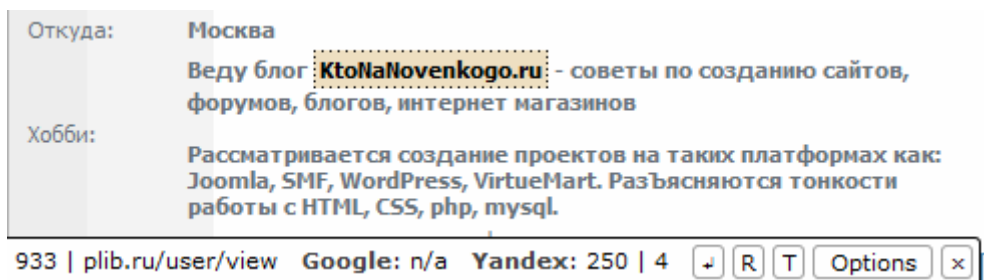 Откуда: Москва
Веду блог KtoNaNovenkogo.ru - советы по созданию сайтов,
форумов, блогов, интернет магазинов
Хобби:
Рассматривается создание проектов на таких платформах как:
Joomla, SMF, WordPress, VirtueMart. РазЪясняются тонкости
работы с HTML, CSS, php, mysql.
933 | plib.ru/user/view Google: n/a Yandex: 250 | 4 ↲ R T Options ×